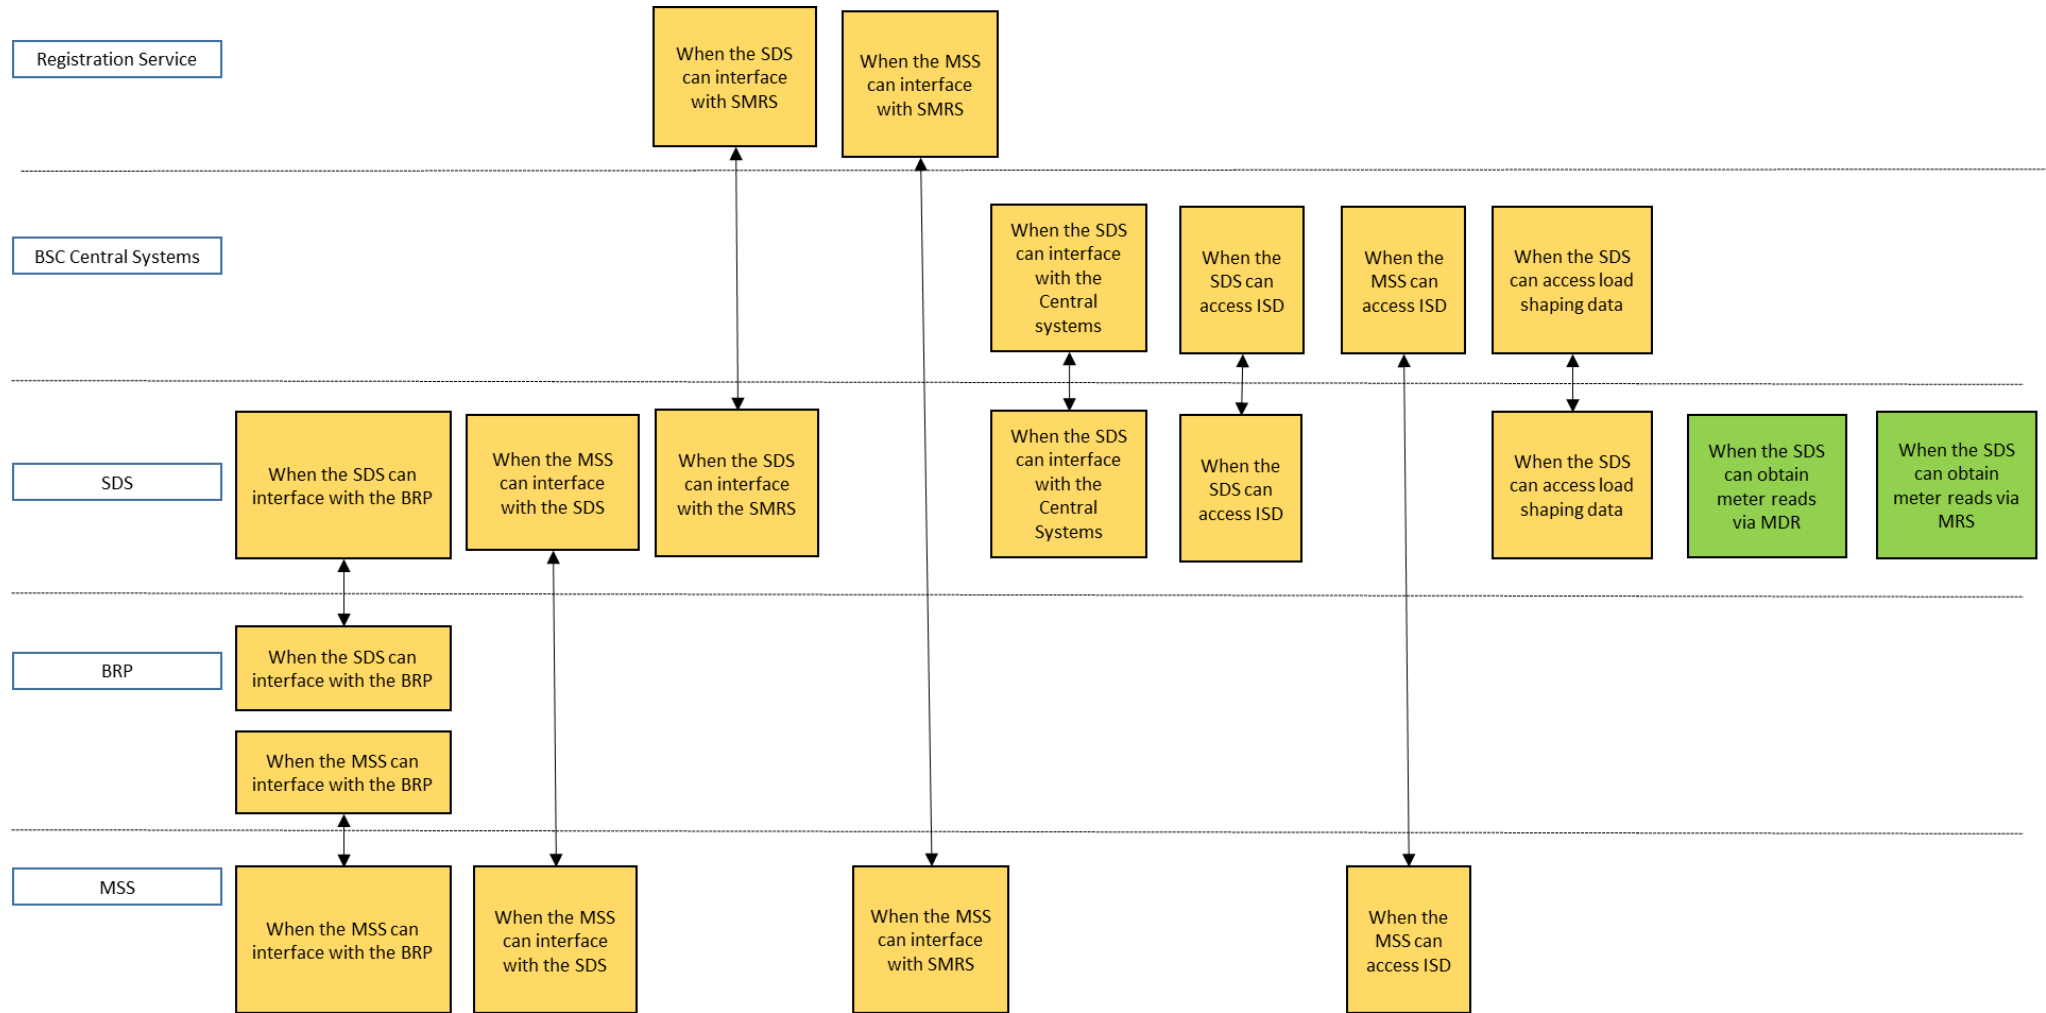 Registration Service
When the SDS
can interface
with SMRS
When the MSS
can interface
with SMRS
BSC Central Systems
When the SDS
can interface
with the
Central
systems
When the
SDS can
access ISD
When the
MSS can
access ISD
When the SDS
can access load
shaping data
SDS
When the SDS can
interface with the BRP
When the MSS
can interface
with the SDS
When the SDS
can interface
with the SMRS
When the SDS
can interface
with the
Central
Systems
When the
SDS can
access ISD
When the SDS
can access load
shaping data
When the SDS
can obtain
meter reads
via MDR
When the SDS
can obtain
meter reads via
MRS
BRP
When the SDS can
interface with the BRP
When the MSS can
interface with the BRP
MSS
When the MSS can
interface with the BRP
When the MSS
can interface
with the SDS
When the MSS
can interface
with SMRS
When the
MSS can
access ISD